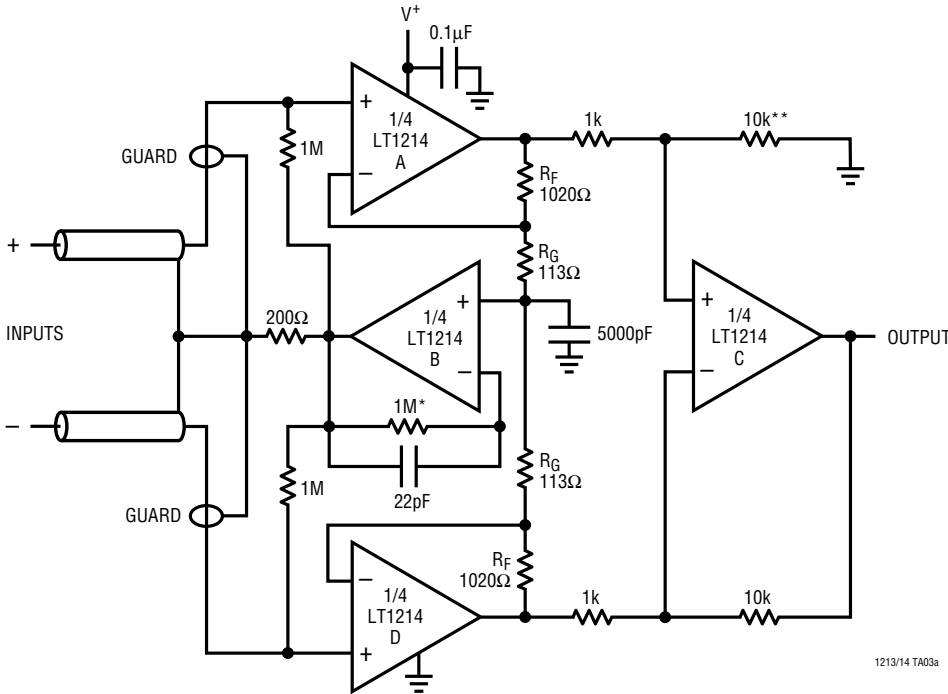 V+
0.1µF
+
1/4
LT1214
A
−
1k
10k**
GUARD
1M
RF
1020Ω
RG
113Ω
+
INPUTS
−
200Ω
+
1/4
LT1214
B
−
5000pF
+
1/4
LT1214
C
−
OUTPUT
1M*
22pF
RG
113Ω
1M
GUARD
−
1/4
LT1214
D
+
RF
1020Ω
1k
10k
1213/14 TA03a